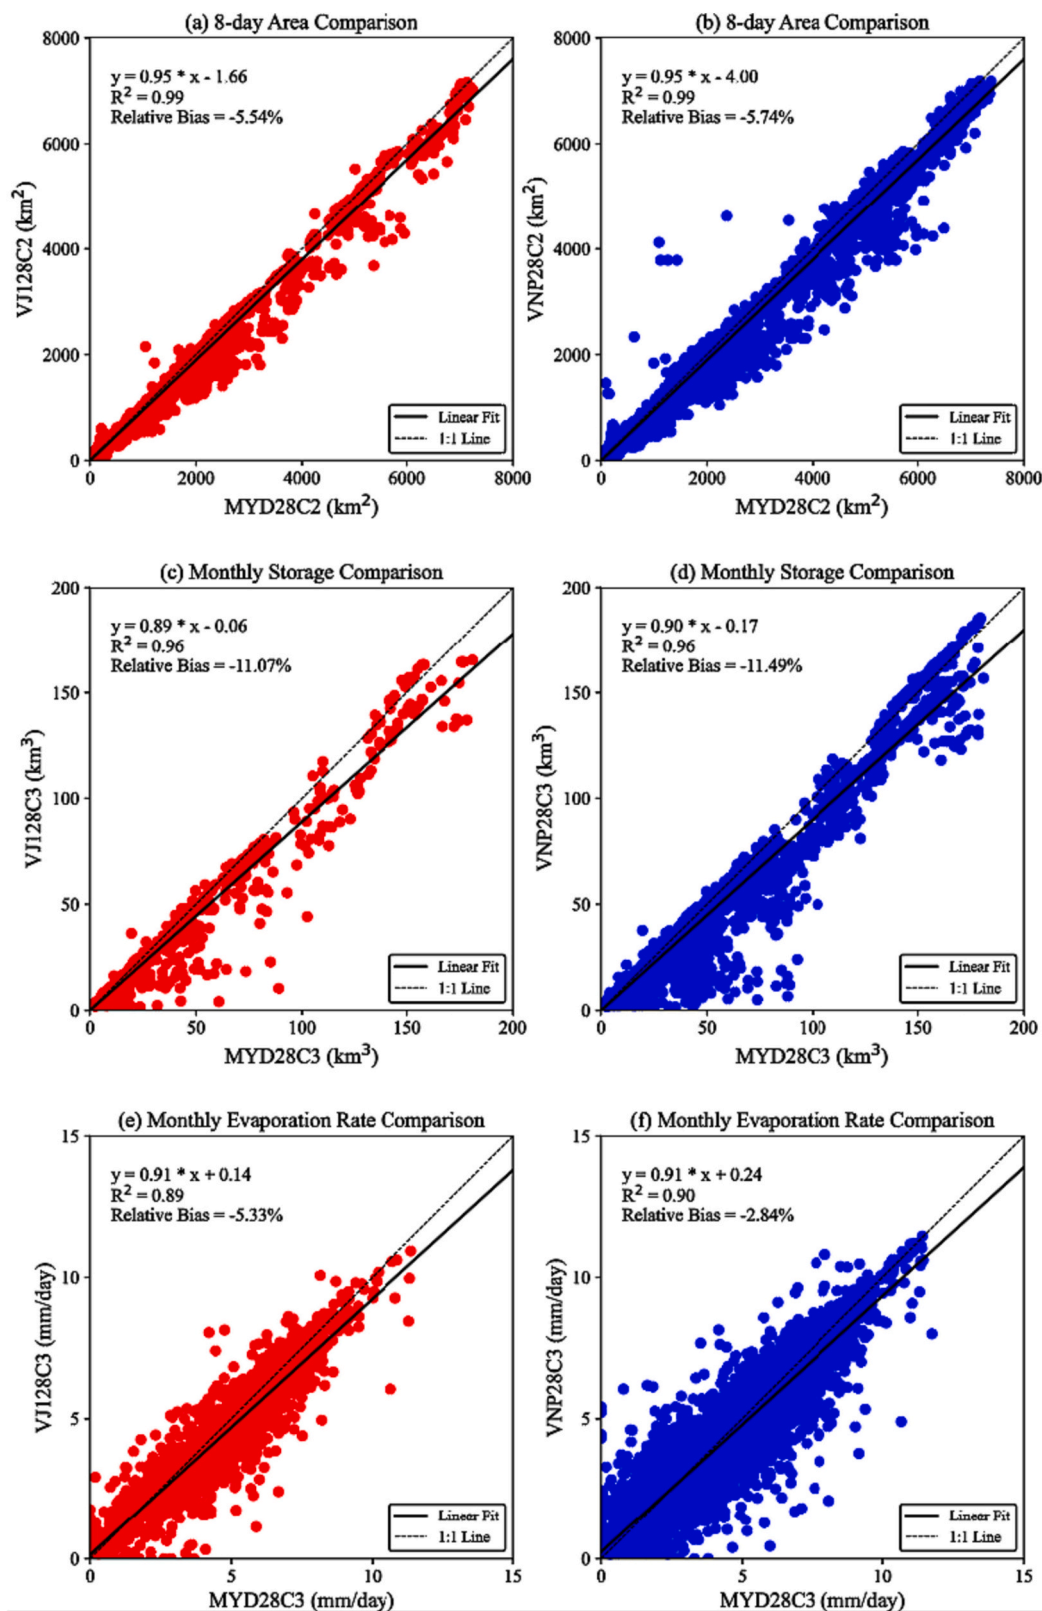 (a) 8-day Area Comparison
8000
6000
4000
2000
0
VJ128C2 (km²)
y = 0.95 * x - 1.66
R² = 0.99
Relative Bias = -5.54%
Linear Fit
1:1 Line
0 2000 4000 6000 8000
MYD28C2 (km²)
(b) 8-day Area Comparison
8000
6000
4000
2000
0
VNP28C2 (km²)
y = 0.95 * x - 4.00
R² = 0.99
Relative Bias = -5.74%
Linear Fit
1:1 Line
0 2000 4000 6000 8000
MYD28C2 (km²)
(c) Monthly Storage Comparison
200
150
100
50
0
VJ128C3 (km³)
y = 0.89 * x - 0.06
R² = 0.96
Relative Bias = -11.07%
Linear Fit
1:1 Line
0 50 100 150 200
MYD28C3 (km³)
(d) Monthly Storage Comparison
200
150
100
50
0
VNP28C3 (km³)
y = 0.90 * x - 0.17
R² = 0.96
Relative Bias = -11.49%
Linear Fit
1:1 Line
0 50 100 150 200
MYD28C3 (km³)
(e) Monthly Evaporation Rate Comparison
15
10
5
0
VJ128C3 (mm/day)
y = 0.91 * x + 0.14
R² = 0.89
Relative Bias = -5.33%
Linear Fit
1:1 Line
0 5 10 15
MYD28C3 (mm/day)
(f) Monthly Evaporation Rate Comparison
15
10
5
0
VNP28C3 (mm/day)
y = 0.91 * x + 0.24
R² = 0.90
Relative Bias = -2.84%
Linear Fit
1:1 Line
0 5 10 15
MYD28C3 (mm/day)